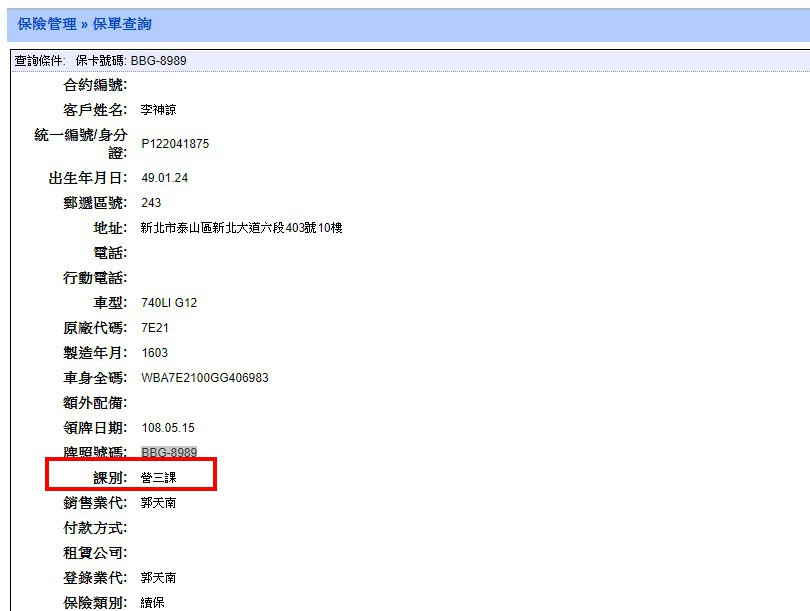 保險管理 » 保單查詢
查詢條件: 保卡號碼: BBG-8989
合約編號:
客戶姓名: 李神諒
統一編號/身分
證: P122041875
出生年月日: 49.01.24
郵遞區號: 243
地址: 新北市泰山區新北大道六段403號10樓
電話:
行動電話:
車型: 740LI G12
原廠代碼: 7E21
製造年月: 1603
車身全碼: WBA7E2100GG406983
額外配備:
領牌日期: 108.05.15
牌照號碼: BBG-8989
課別: 營三課
銷售業代: 郭天南
付款方式:
租賃公司:
登錄業代: 郭天南
保險類別: 續保